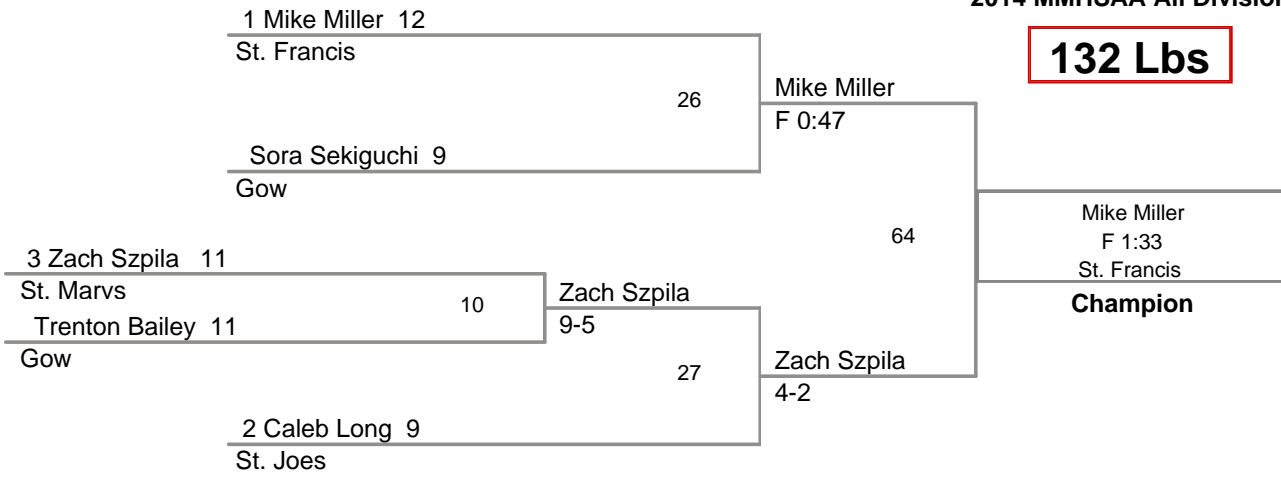 2014 MMHSAA All Division
132 Lbs
1 Mike Miller 12
St. Francis
26
Sora Sekiguchi 9
Gow
Mike Miller
F 0:47
3 Zach Szpila 11
St. Marys
10
Trenton Bailey 11
Gow
Zach Szpila
9-5
27
2 Caleb Long 9
St. Joes
Zach Szpila
4-2
64
Mike Miller
F 1:33
St. Francis
Champion